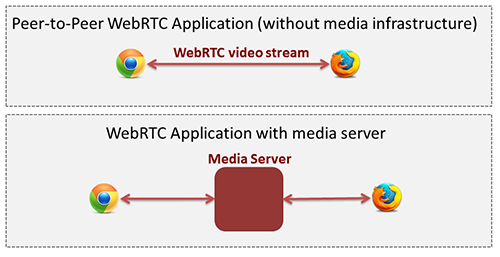 Peer-to-Peer WebRTC Application (without media infrastructure)
WebRTC video stream
WebRTC Application with media server
Media Server